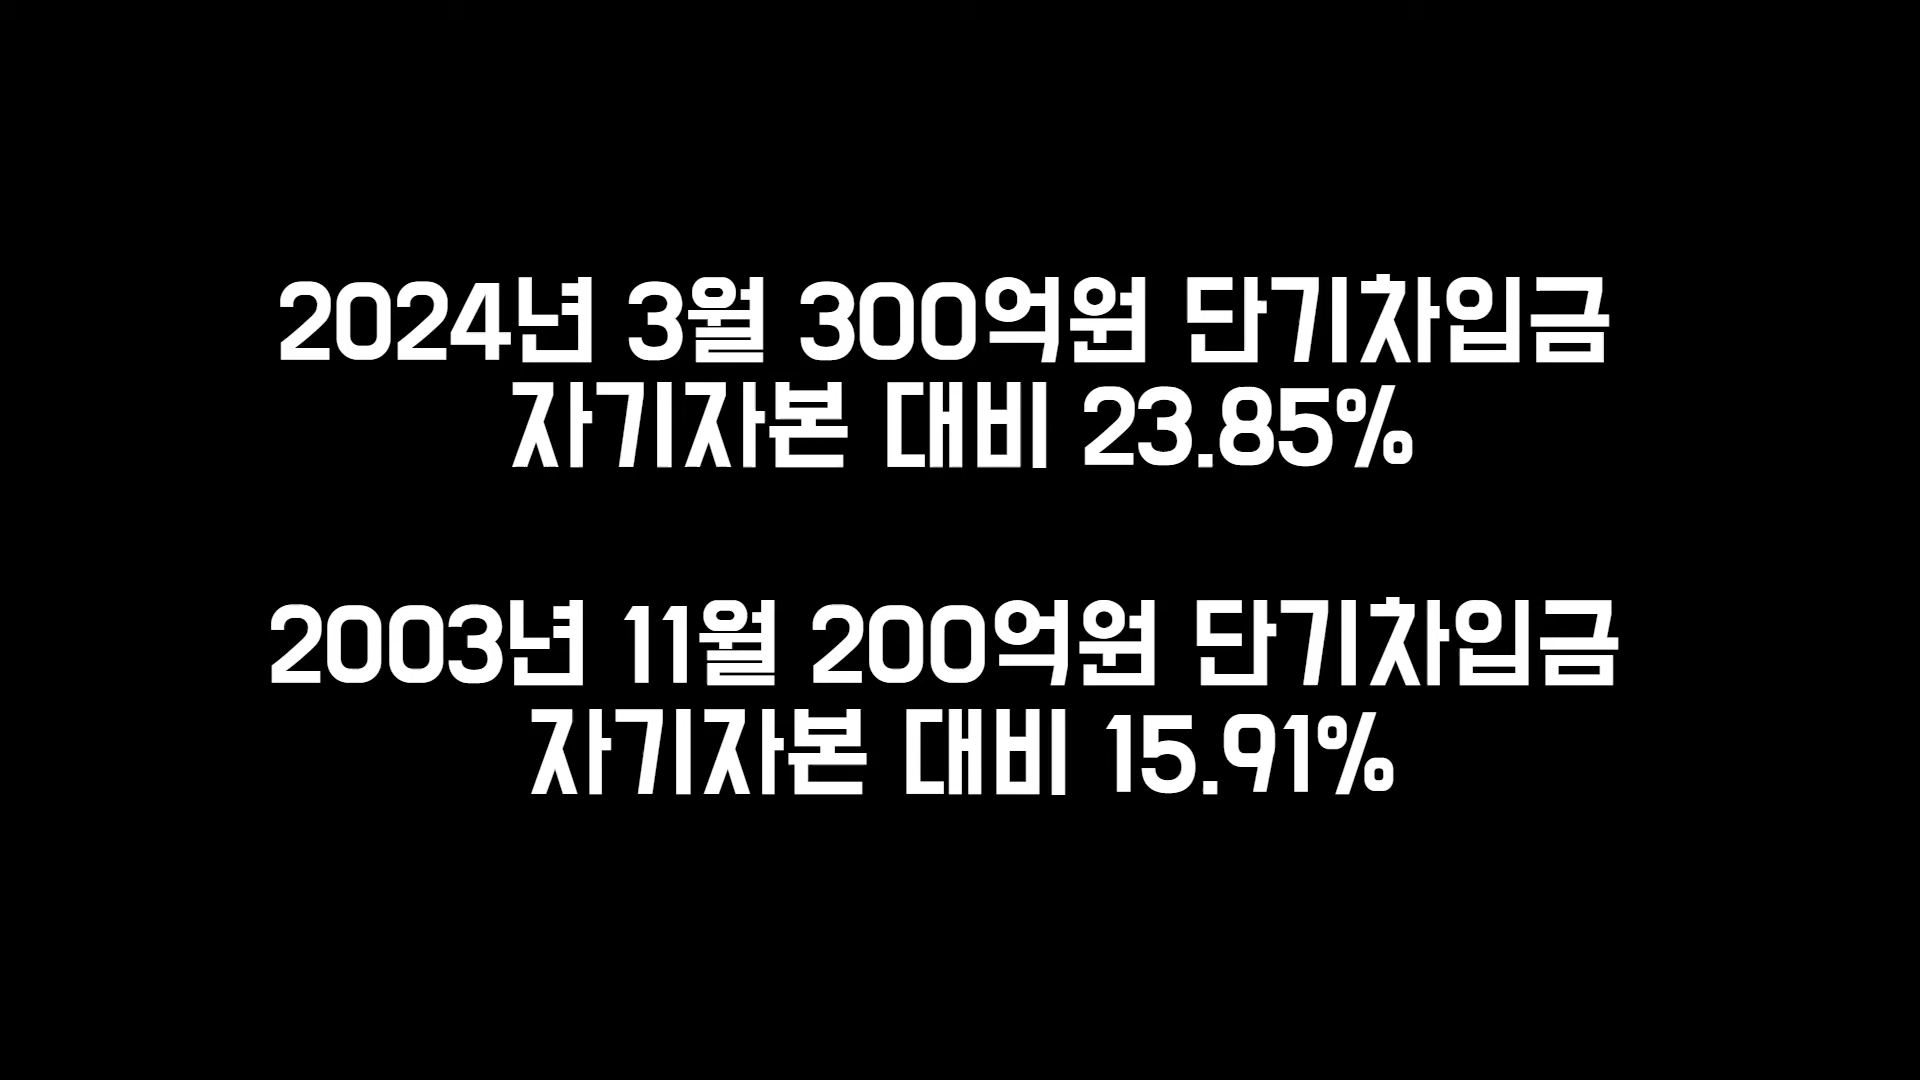 2024년 3월 300억원 단기차입금
자기자본 대비 23.85%
2003년 11월 200억원 단기차입금
자기자본 대비 15.91%